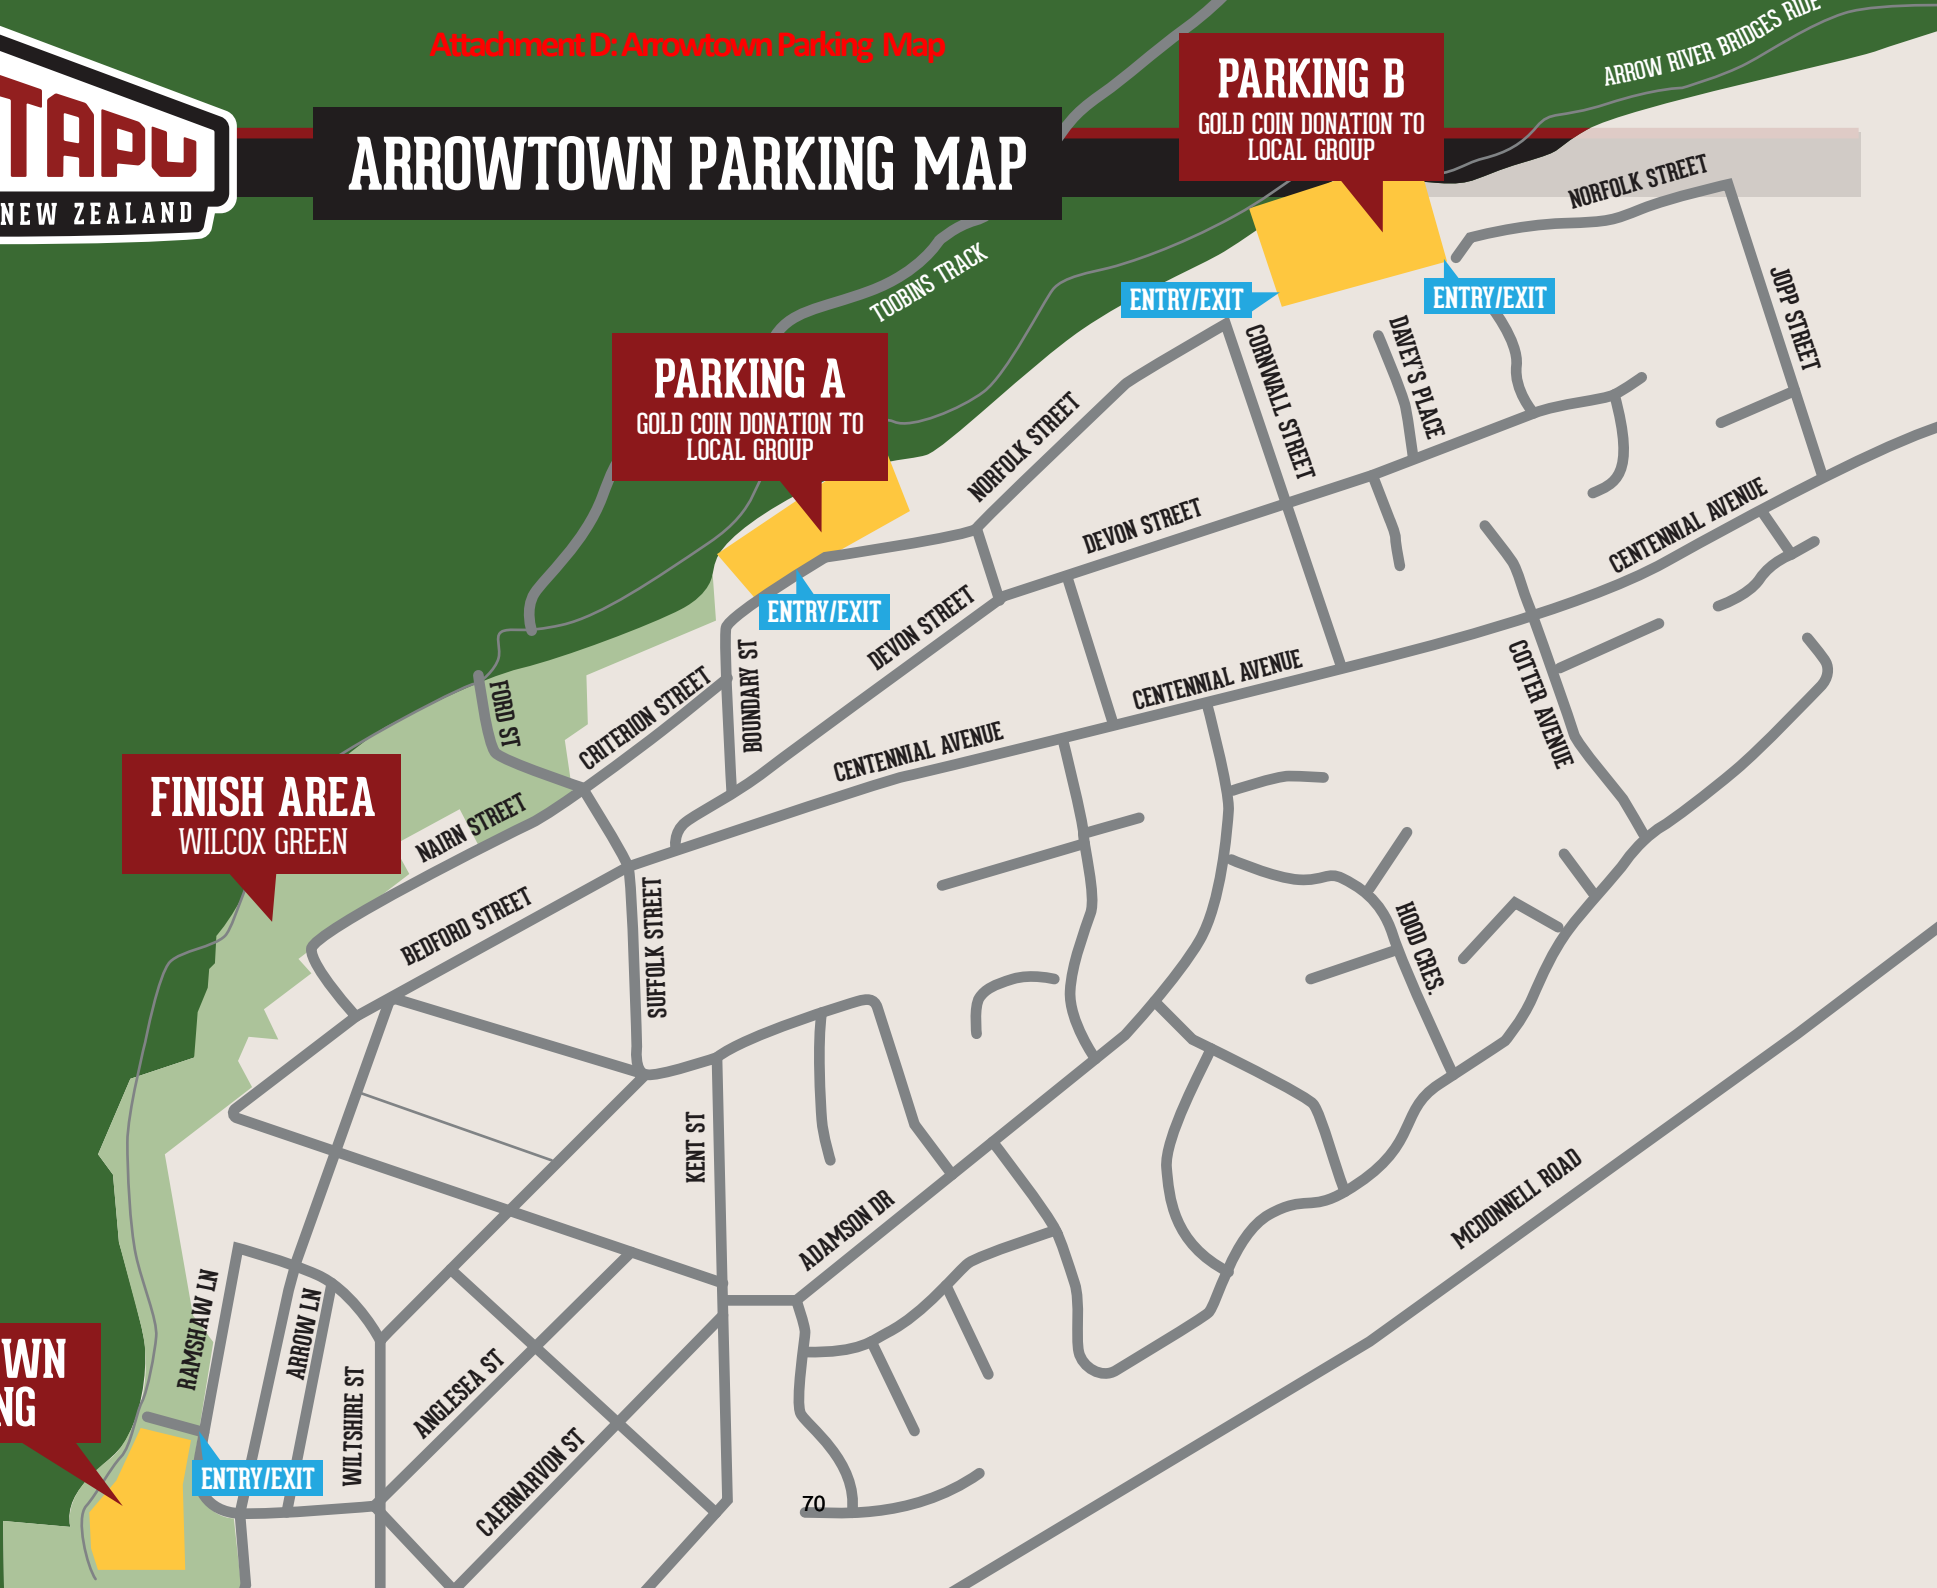 Attachment D: Arrowtown Parking Map
TAPU
NEW ZEALAND
ARROWTOWN PARKING MAP
PARKING B
GOLD COIN DONATION TO
LOCAL GROUP
ARROW RIVER BRIDGES RIDE
NORFOLK STREET
JOPP STREET
TOOBINS TRACK
ENTRY/EXIT
ENTRY/EXIT
PARKING A
GOLD COIN DONATION TO
LOCAL GROUP
CORNWALL STREET
DAVEY'S PLACE
NORFOLK STREET
DEVON STREET
CENTENNIAL AVENUE
ENTRY/EXIT
DEVON STREET
BOUNDARY ST
CRITERION STREET
FORD ST
CENTENNIAL AVENUE
COTTER AVENUE
CENTENNIAL AVENUE
FINISH AREA
WILCOX GREEN
NAIRN STREET
BEDFORD STREET
SUFFOLK STREET
HOOD CRES.
KENT ST
ADAMSON DR
MCDONNELL ROAD
RAMSHAW LN
ARROW LN
WILTSHIRE ST
ANGLESEA ST
CAERNARVON ST
WN
NG
ENTRY/EXIT
70